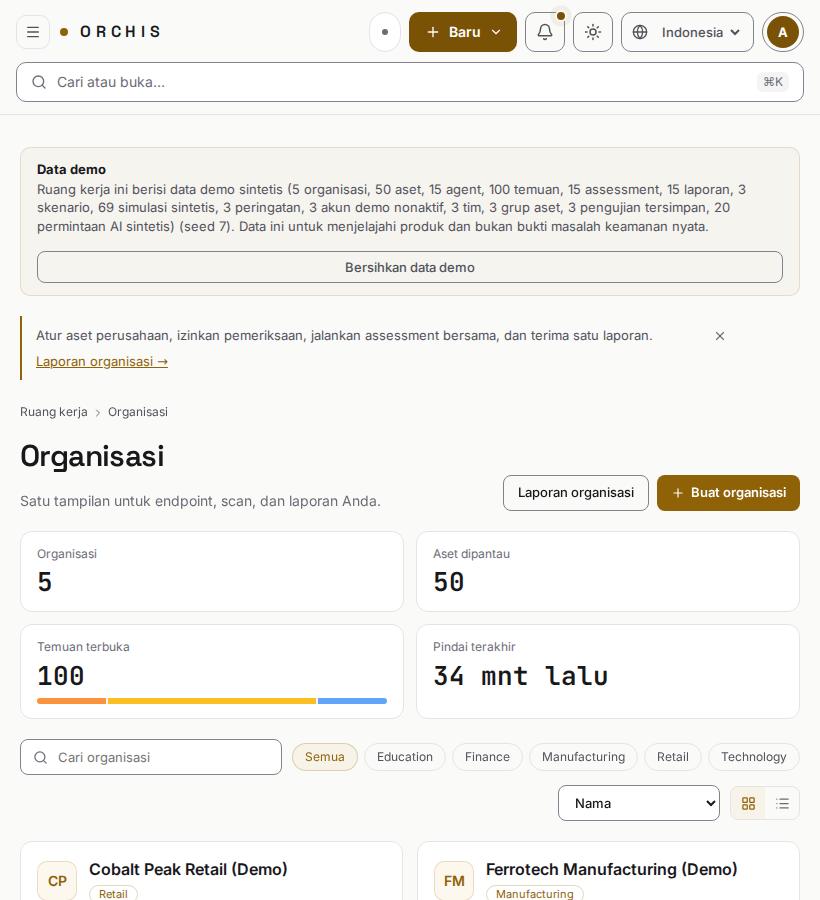 ORCHIS
Baru
Indonesia
A
Cari atau buka...
⌘K
Data demo
Ruang kerja ini berisi data demo sintetis (5 organisasi, 50 aset, 15 agent, 100 temuan, 15 assessment, 15 laporan, 3
skenario, 69 simulasi sintetis, 3 peringatan, 3 akun demo nonaktif, 3 tim, 3 grup aset, 3 pengujian tersimpan, 20
permintaan AI sintetis) (seed 7). Data ini untuk menjelajahi produk dan bukan bukti masalah keamanan nyata.
Bersihkan data demo
Atur aset perusahaan, izinkan pemeriksaan, jalankan assessment bersama, dan terima satu laporan.
Laporan organisasi →
Ruang kerja > Organisasi
Organisasi
Satu tampilan untuk endpoint, scan, dan laporan Anda.
Laporan organisasi
+ Buat organisasi
Organisasi
5
Aset dipantau
50
Temuan terbuka
100
Pindai terakhir
34 mnt lalu
Cari organisasi
Semua
Education
Finance
Manufacturing
Retail
Technology
Nama
CP
Cobalt Peak Retail (Demo)
Retail
FM
Ferrotech Manufacturing (Demo)
Manufacturing